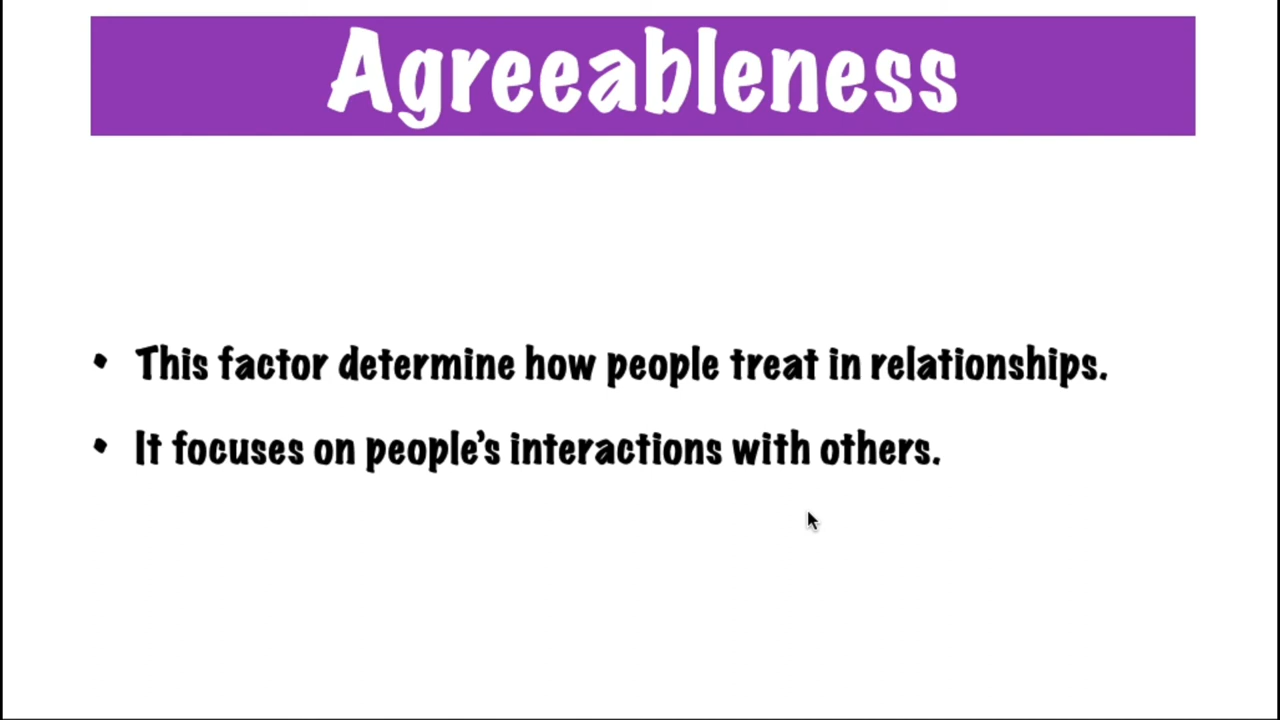 Agreeableness
• This factor determine how people treat in relationships.
• It focuses on people’s interactions with others.